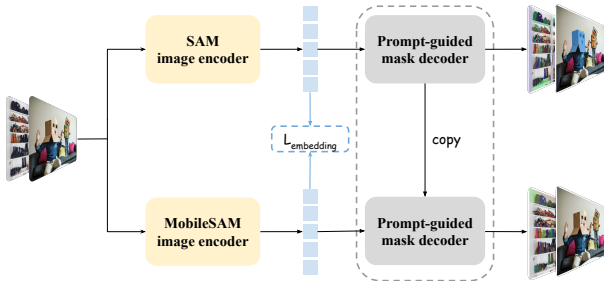 SAM
image encoder
Prompt-guided
mask decoder
L embedding
copy
MobileSAM
image encoder
Prompt-guided
mask decoder